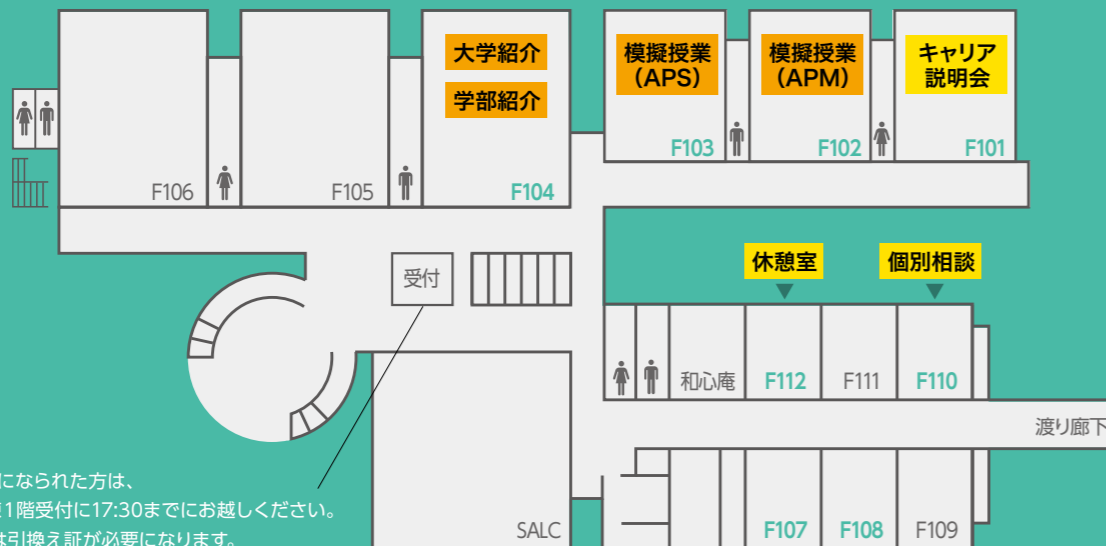 大学紹介
学部紹介
模擬授業
（APS）
模擬授業
（APM）
キャリア
説明会
F106
F105
F104
F103
F102
F101
受付
休憩室
個別相談
和心庵
F112
F111
F110
渡り廊下
になられた方は、
1階受付に17:30までにお越しください。
は引換え証が必要になります。
SALC
F107
F108
F109